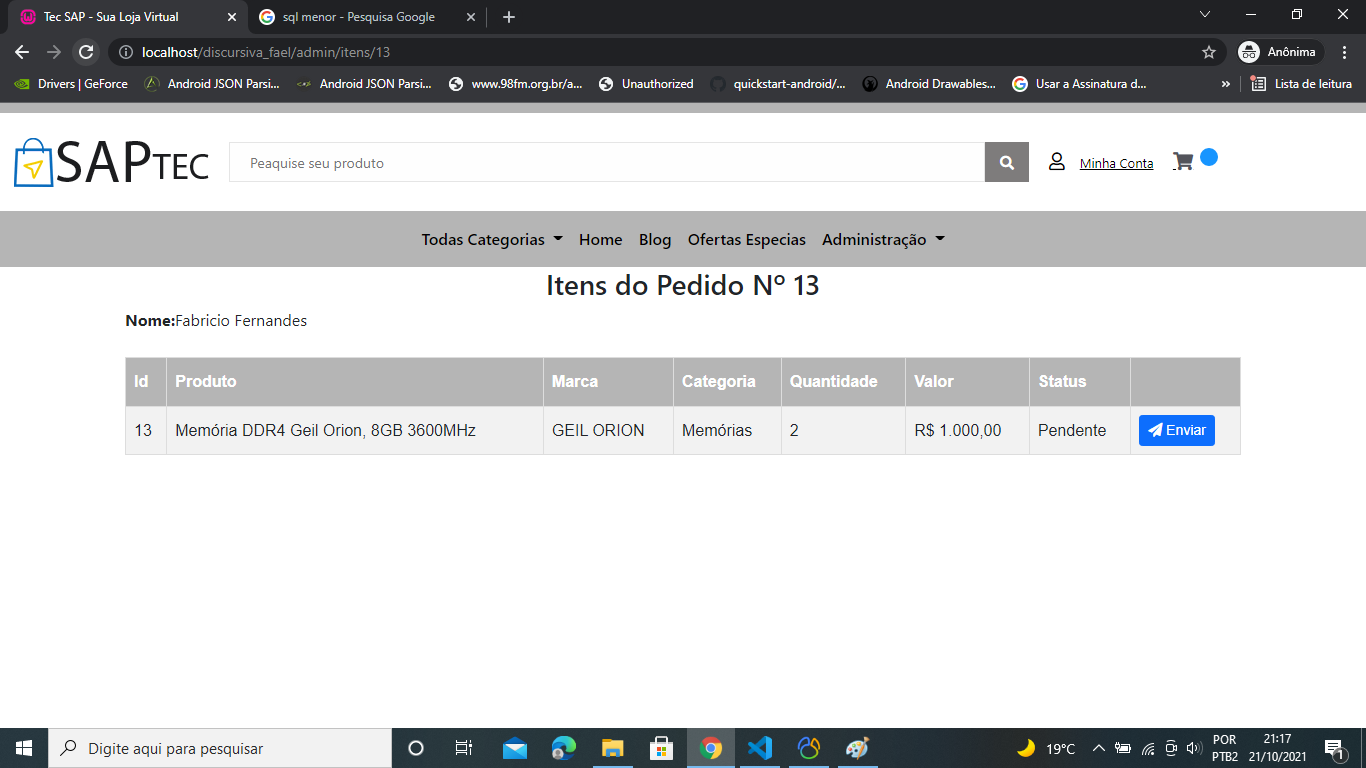 Tec SAP - Sua Loja Virtual
sql menor - Pesquisa Google
localhost/discursiva_fael/admin/itens/13
Anônima
Drivers | GeForce
Android JSON Parsi...
Android JSON Parsi...
www.98fm.org.br/a...
Unauthorized
quickstart-android/...
Android Drawables...
Usar a Assinatura d...
»
Lista de leitura
SAPTEC
Peaquise seu produto
Minha Conta
Todas Categorias
Home
Blog
Ofertas Especias
Administração
Itens do Pedido Nº 13
Nome:Fabricio Fernandes
Id Produto Marca Categoria Quantidade Valor Status
13 Memória DDR4 Geil Orion, 8GB 3600MHz GEIL ORION Memórias 2 R$ 1.000,00 Pendente Enviar
Digite aqui para pesquisar
19°C
POR
PTB2
21:17
21/10/2021
1